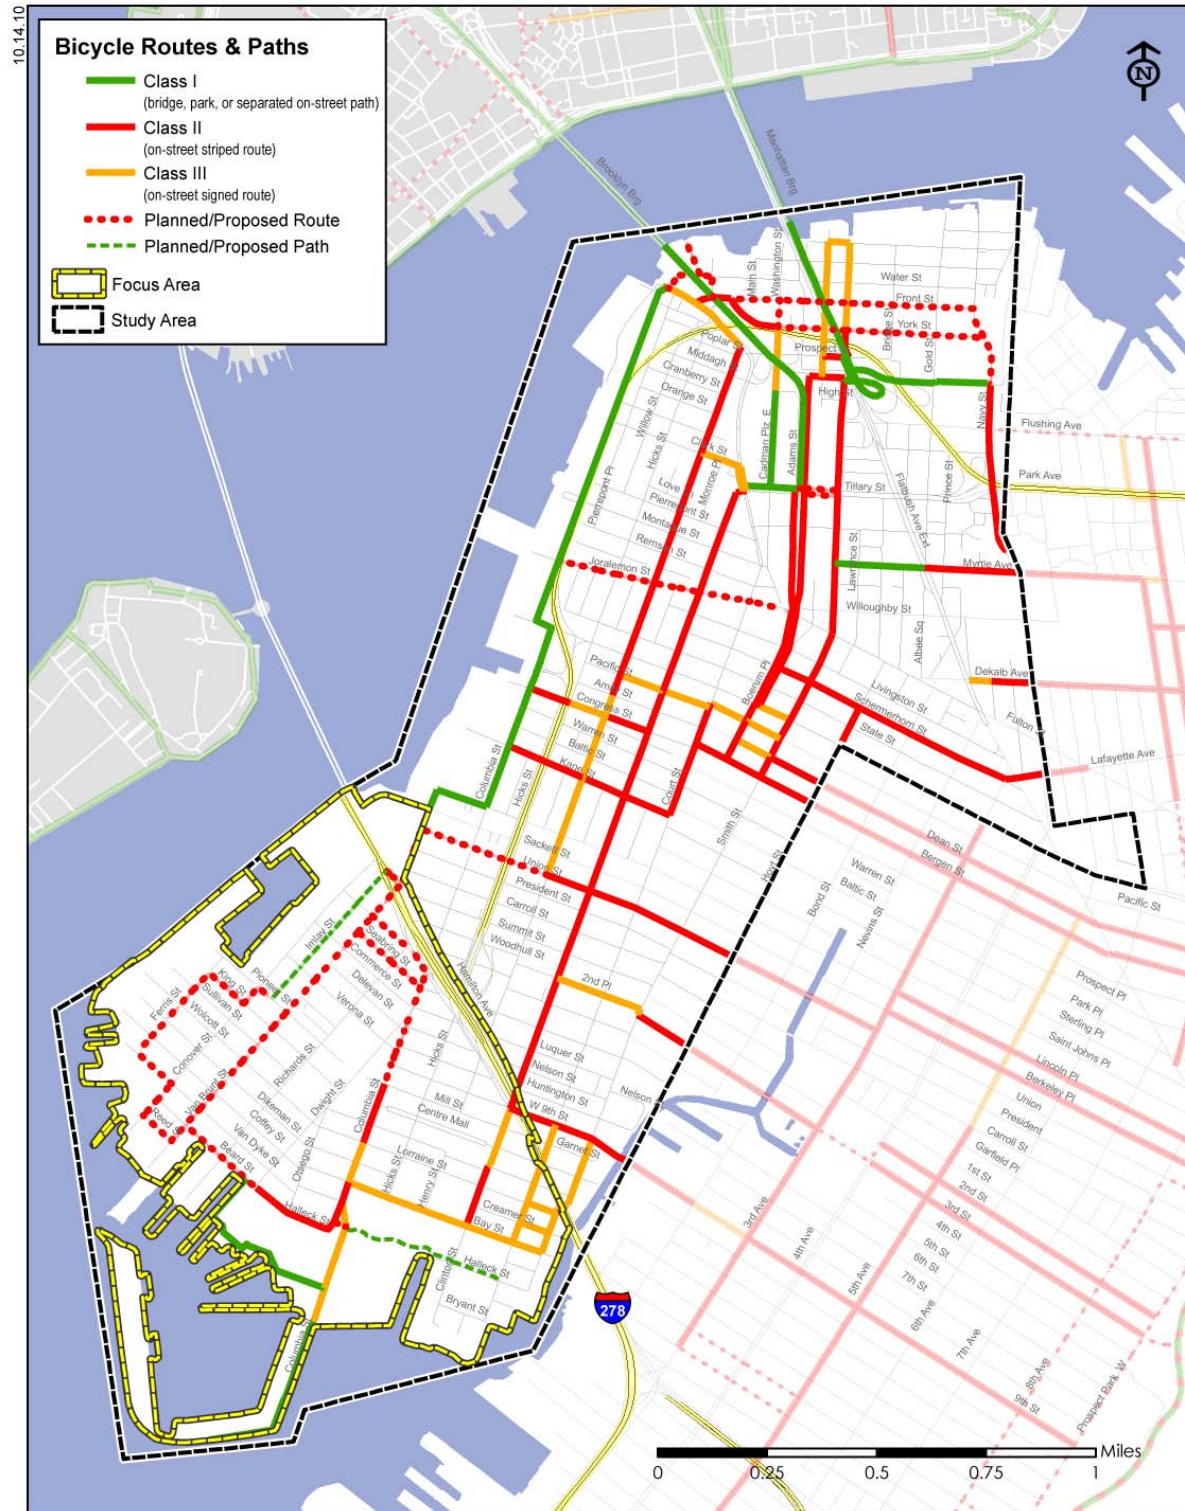 10.14.10
Bicycle Routes & Paths
Class I
(bridge, park, or separated on-street path)
Class II
(on-street striped route)
Class III
(on-street signed route)
Planned/Proposed Route
Planned/Proposed Path
Focus Area
Study Area
N
Brooklyn Brg
Manhattan Brg
Main St
Washington St
Water St
Front St
York St
Bridge St
Gold St
Poplar St
Prospect
Middagh St
Cranberry St
Orange St
High St
Navy St
Willow St
Hicks St
Clark St
Cadman Plz E
Adams St
Flushing Ave
Monroe Pl
Prince St
Park Ave
Pierrepont Pl
Love Ln
Tillary St
Pierrepont St
Flatbush Ave Ext
Montague St
Remsen St
Lawrence St
Joralemon St
Myrtle Ave
Willoughby St
Albee Sq
Pacific St
Boerum Pl
Dekalb Ave
Amity St
Livingston St
Congress St
Schermerhorn St
Fulton St
Warren St
State St
Columbia St
Baltic St
Lafayette Ave
Kane St
Hicks St
Court St
Smith St
Sackett St
Dean St
Union St
Hoyt St
Bergen St
President St
Warren St
Pacific St
Carroll St
Bond St
Baltic St
Summit St
Nevins St
Woodhull St
Imlay St
Seabring St
Commerce St
Hamilton Ave
2nd Pl
Prospect Pl
King St
Pioneer St
Delevan St
Park Pl
Ferris St
Sullivan St
Verona St
Sterling Pl
Wolcott St
Saint Johns Pl
Conover St
Hicks St
Luquer St
Lincoln Pl
Richards St
Nelson St
Berkeley Pl
Van Brunt St
Dwight St
Huntington St
Nelson
Union
Dikeman St
Columbia St
Mill St
W 9th St
President
Reed St
Coffey St
Centre Mall
Carroll St
Van Dyke St
Garnet St
Garfield Pl
Beard St
Otsego St
Lorraine St
1st St
Hicks St
Henry St
2nd St
Halleck St
Creamer St
3rd Ave
3rd St
Bay St
4th St
4th Ave
5th St
Clinton St
Halleck St
6th St
5th Ave
7th St
Bryant St
278
6th Ave
Columbia St
7th Ave
8th Ave
Prospect Park W
9th St
Miles
0 0.25 0.5 0.75 1